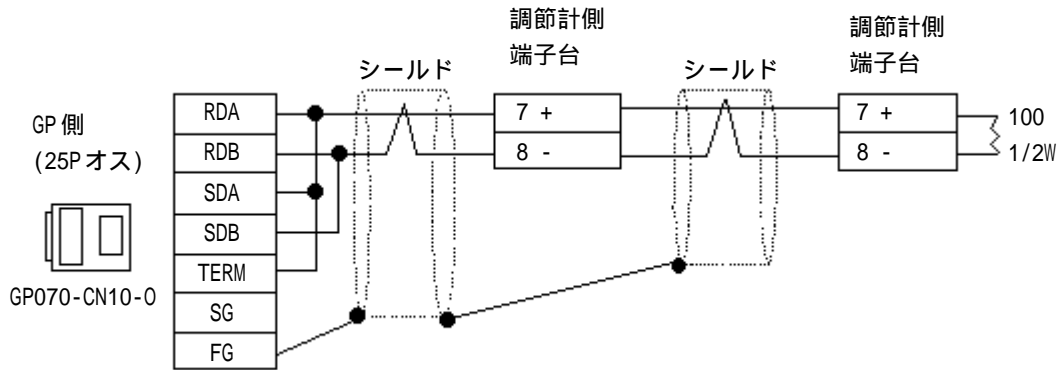 調節計側
端子台
調節計側
端子台
シールド
シールド
GP側
(25Pオス)
RDA
RDB
SDA
SDB
TERM
SG
FG
7 +
8 -
7 +
8 -
100
1/2W
GP070-CN10-O